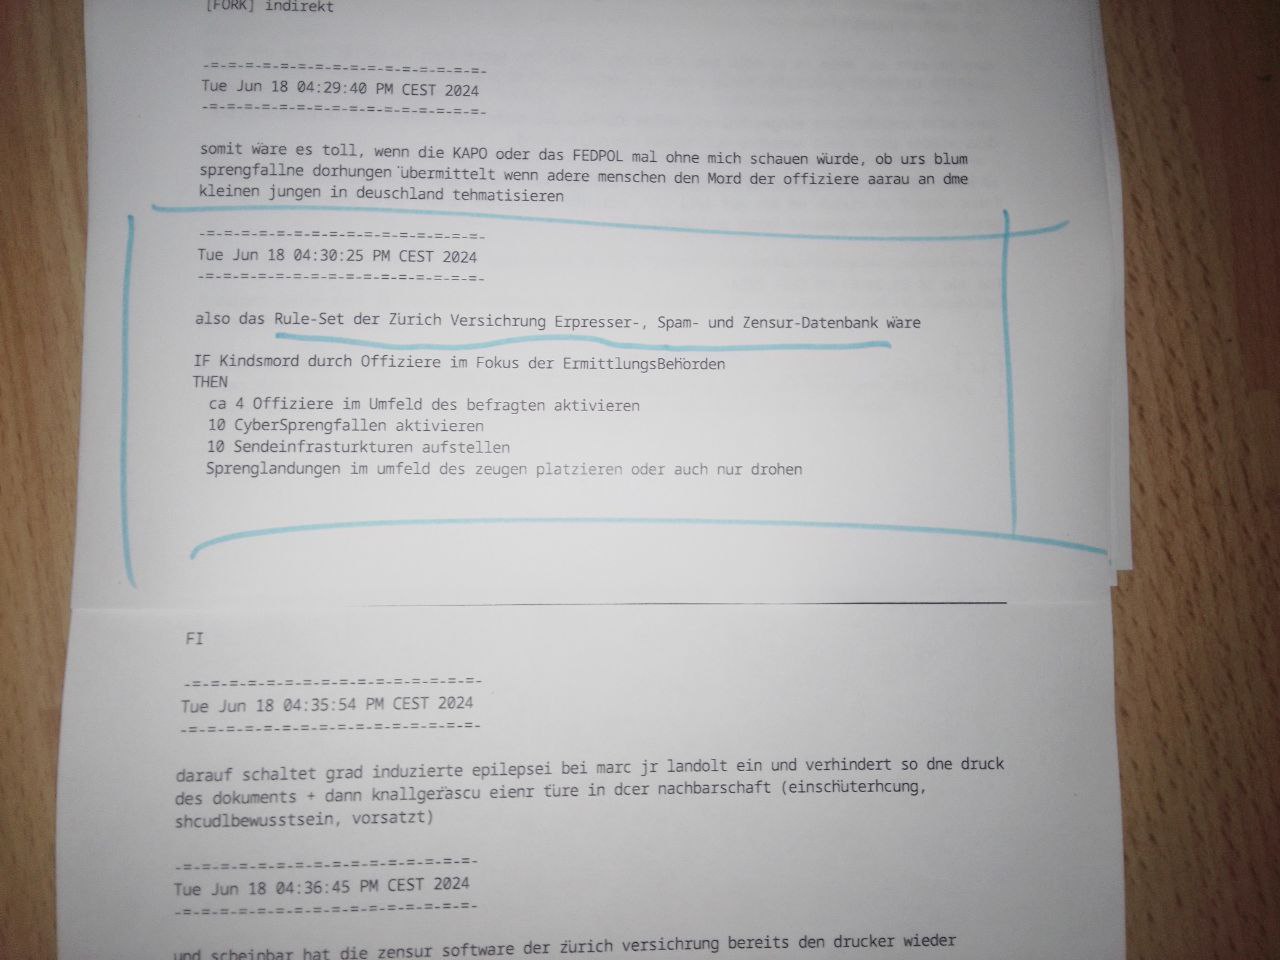 [FORK] indirekt
-=-=-=-=-=-=-=-=-=-=-=-=-=-=-=-=-
Tue Jun 18 04:29:40 PM CEST 2024
-=-=-=-=-=-=-=-=-=-=-=-=-=-=-=-=-
somit wäre es toll, wenn die KAPO oder das FEDPOL mal ohne mich schauen würde, ob urs blum
sprengfallne dorhungen übermittelt wenn adere menschen den Mord der offiziere aarau an dme
kleinen jungen in deuschland tehmatisieren
-=-=-=-=-=-=-=-=-=-=-=-=-=-=-=-=-
Tue Jun 18 04:30:25 PM CEST 2024
-=-=-=-=-=-=-=-=-=-=-=-=-=-=-=-=-
also das Rule-Set der Zürich Versichrung Erpresser-, Spam- und Zensur-Datenbank wäre
IF Kindsmord durch Offiziere im Fokus der ErmittlungsBehörden
THEN
ca 4 Offiziere im Umfeld des befragten aktivieren
10 CyberSprengfallen aktivieren
10 Sendeinfrasturkturen aufstellen
Sprenglandungen im umfeld des zeugen platzieren oder auch nur drohen
FI
-=-=-=-=-=-=-=-=-=-=-=-=-=-=-=-=-
Tue Jun 18 04:35:54 PM CEST 2024
-=-=-=-=-=-=-=-=-=-=-=-=-=-=-=-=-
darauf schaltet grad induzierte epilepsei bei marc jr landolt ein und verhindert so dne druck
des dokuments + dann knallgeräscu eienr türe in dcer nachbarschaft (einschüterhcung,
shcudlbewusstsein, vorsatzt)
-=-=-=-=-=-=-=-=-=-=-=-=-=-=-=-=-
Tue Jun 18 04:36:45 PM CEST 2024
-=-=-=-=-=-=-=-=-=-=-=-=-=-=-=-=-
und scheinbar hat die zensur software der zürich versichrung bereits den drucker wieder